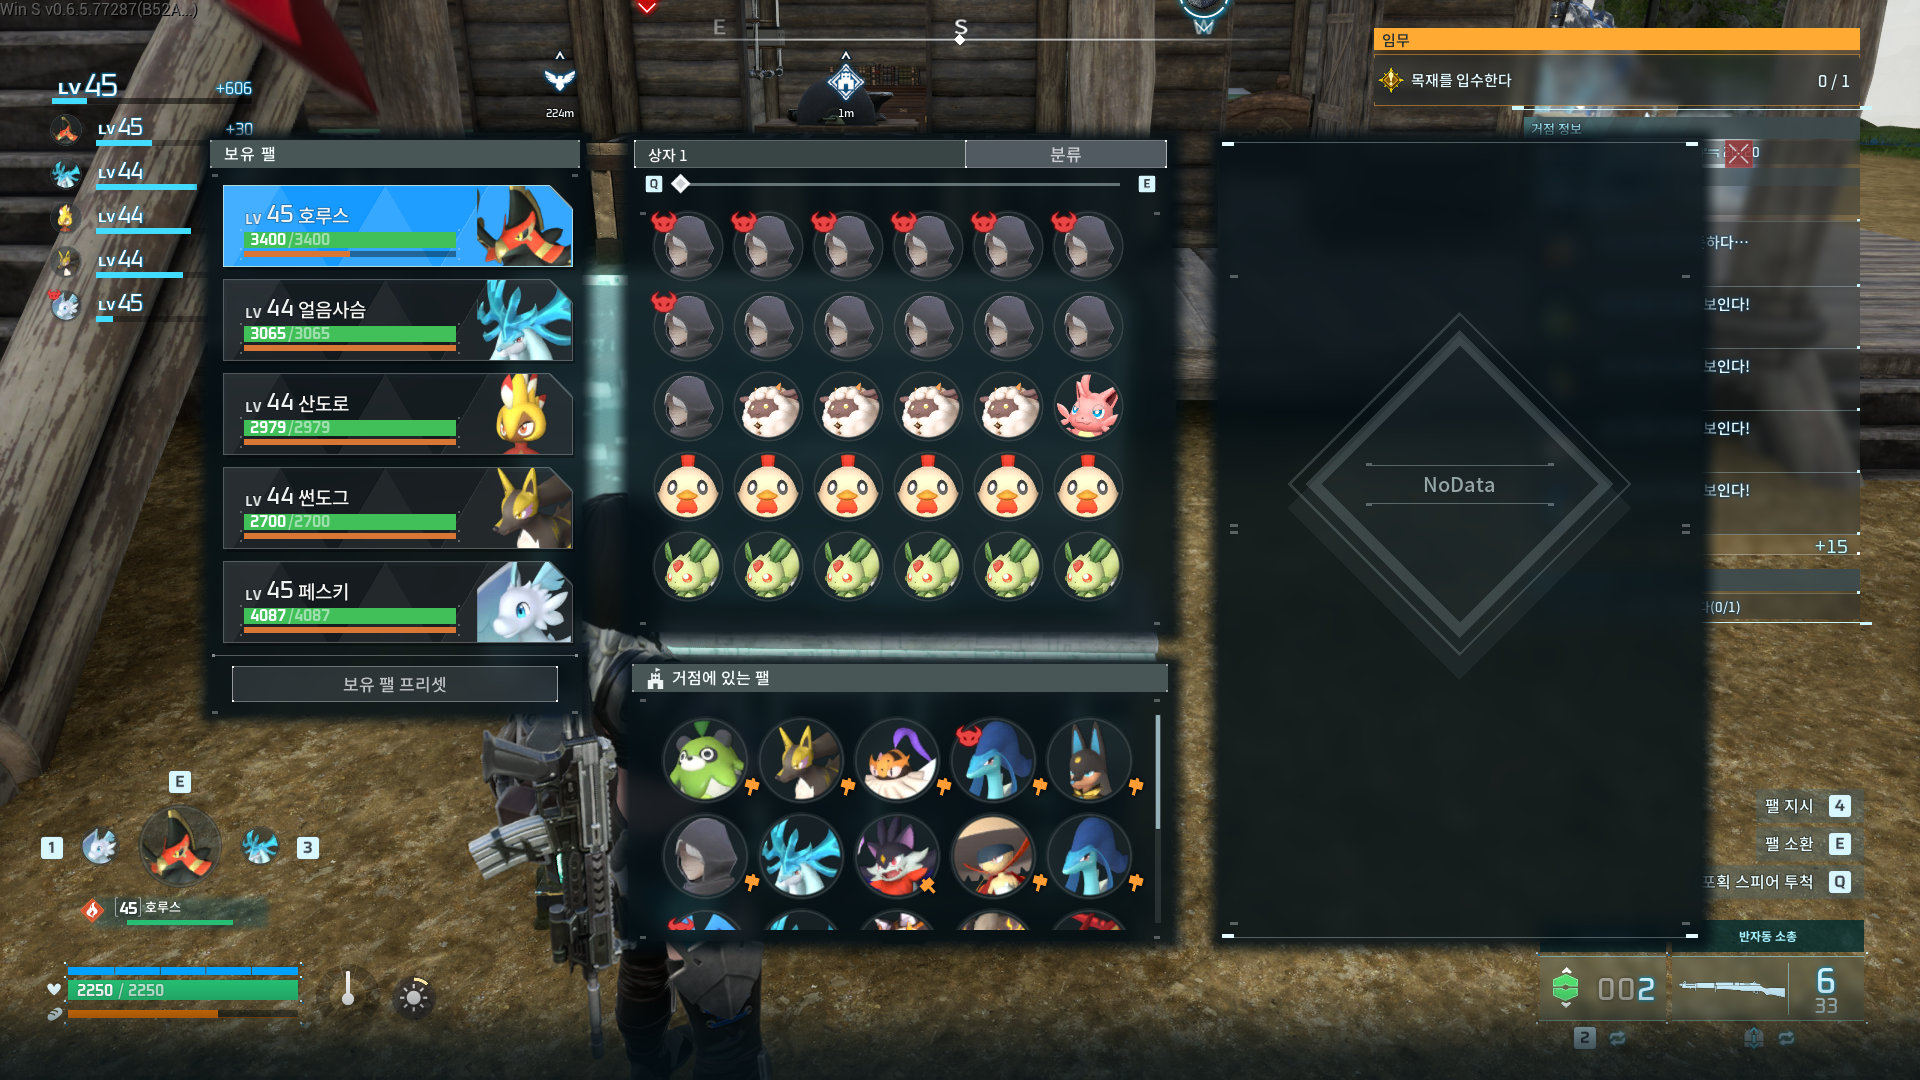 Win S v0.6.5.77287(B52A...)
E
S
W
224m
1m
LV 45
+606
LV 45
+30
LV 44
LV 44
LV 44
LV 45
임무
목재를 입수한다
0 / 1
거점 정보
하다…
보인다!
보인다!
보인다!
보인다!
+15
(0/1)
보유 팰
LV 45 호루스
3400/3400
LV 44 얼음사슴
3065/3065
LV 44 산도로
2979/2979
LV 44 썬도그
2700/2700
LV 45 페스키
4087/4087
보유 팰 프리셋
상자 1
분류
Q
E
거점에 있는 팰
NoData
E
1
3
45 호루스
2250 / 2250
팰 지시 4
팰 소환 E
포획 스피어 투척 Q
반자동 소총
002
6
33
2